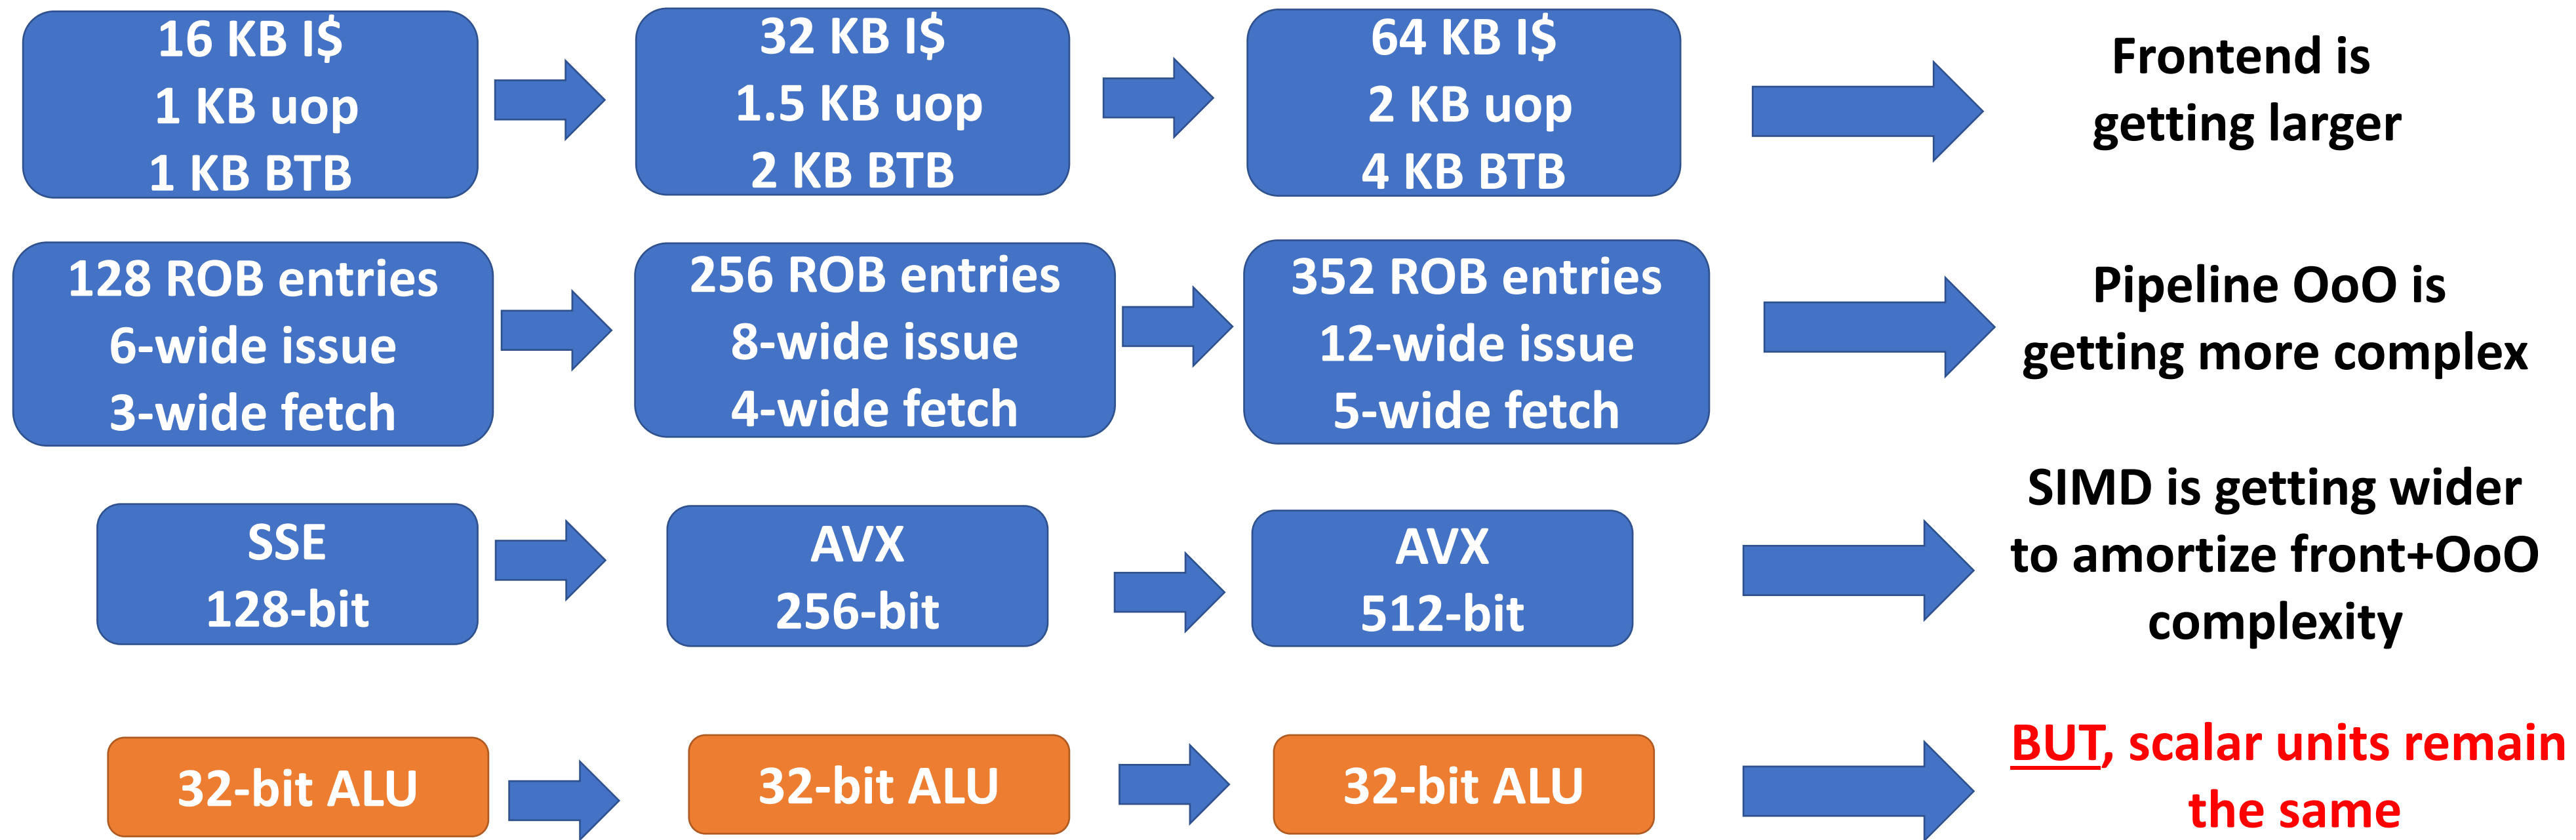 16 KB I$
1 KB uop
1 KB BTB
32 KB I$
1.5 KB uop
2 KB BTB
64 KB I$
2 KB uop
4 KB BTB
Frontend is
getting larger
128 ROB entries
6-wide issue
3-wide fetch
256 ROB entries
8-wide issue
4-wide fetch
352 ROB entries
12-wide issue
5-wide fetch
Pipeline OoO is
getting more complex
SSE
128-bit
AVX
256-bit
AVX
512-bit
SIMD is getting wider
to amortize front+OoO
complexity
32-bit ALU
32-bit ALU
32-bit ALU
BUT, scalar units remain
the same